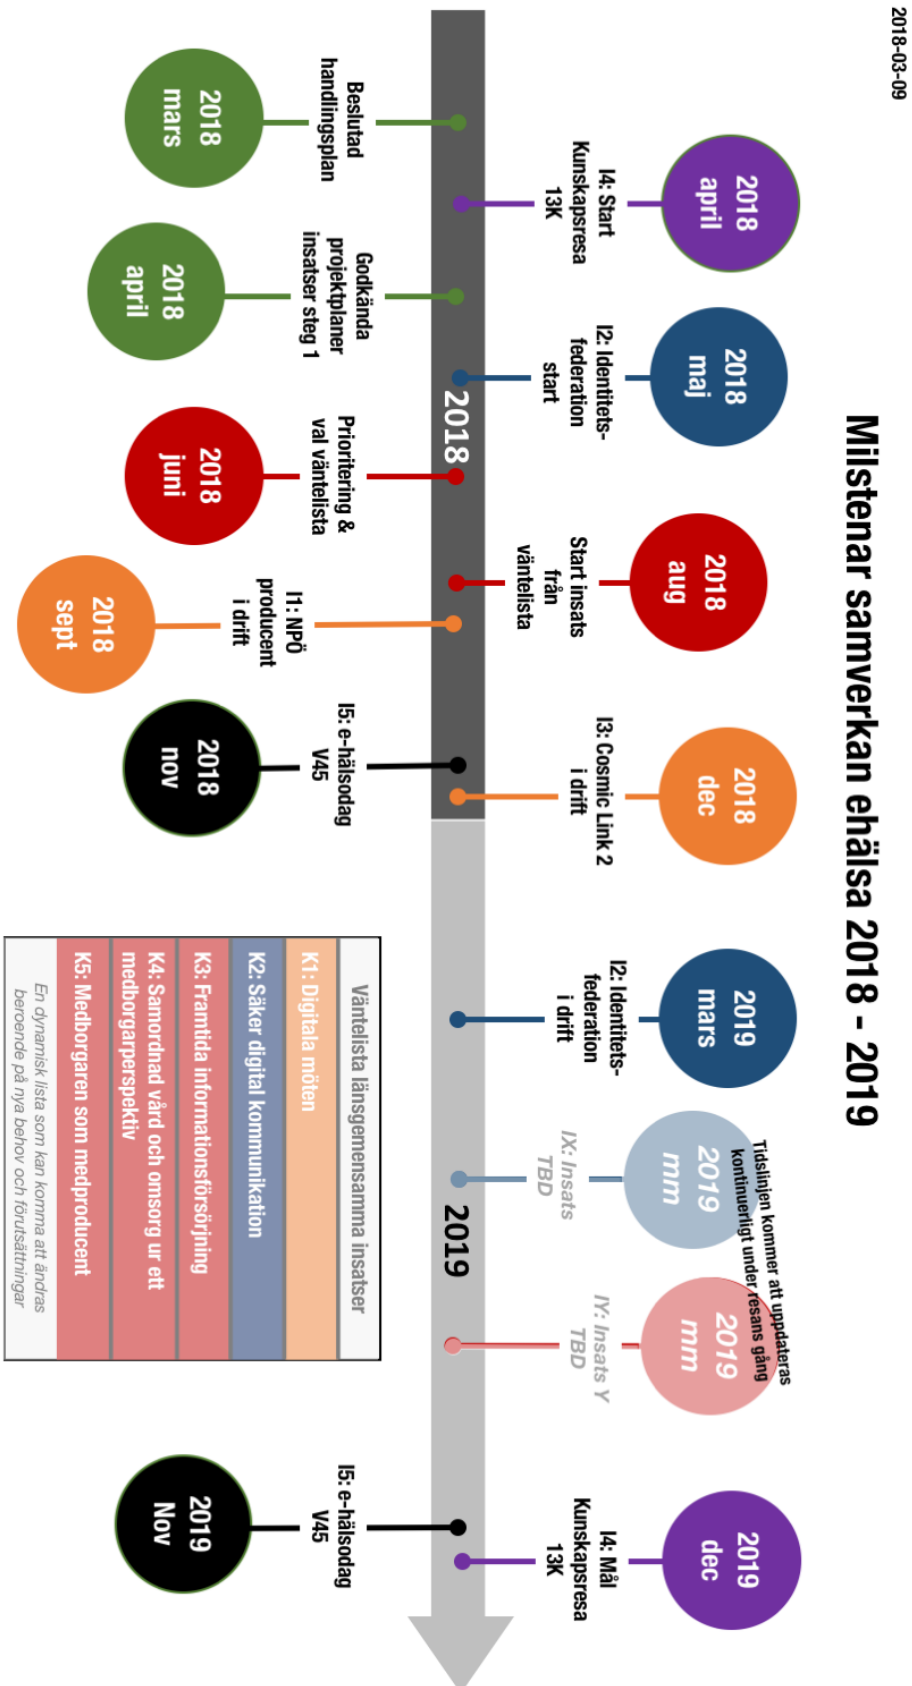 2018-03-09
Milstenar samverkan ehälsa 2018 - 2019
2018
april
I4: Start
Kunskapsresa
13K
2018
maj
I2: Identitets-
federation
start
2018
aug
Start insats
från
väntelista
2018
dec
I3: Cosmic Link 2
i drift
2019
mars
I2: Identitets-
federation
i drift
2019
mm
IX: Insats
TBD
Tidslinjen kommer att uppdateras
kontinuerligt under resans gång
2019
mm
IY: Insats Y
TBD
2019
dec
I4: Mål
Kunskapsresa
13K
2018
2019
Beslutad
handlingsplan
2018
mars
Godkända
projektplaner
insatser steg 1
2018
april
Prioritering &
val väntelista
2018
juni
I1: NPÖ
producent
i drift
2018
sept
I5: e-hälsodag
V45
2018
nov
Väntelista länsgemensamma insatser
K1: Digitala möten
K2: Säker digital kommunikation
K3: Framtida informationsförsörjning
K4: Samordnad vård och omsorg ur ett
medborgarperspektiv
K5: Medborgaren som medproducent
En dynamisk lista som kan komma att ändras
beroende på nya behov och förutsättningar
I5: e-hälsodag
V45
2019
Nov